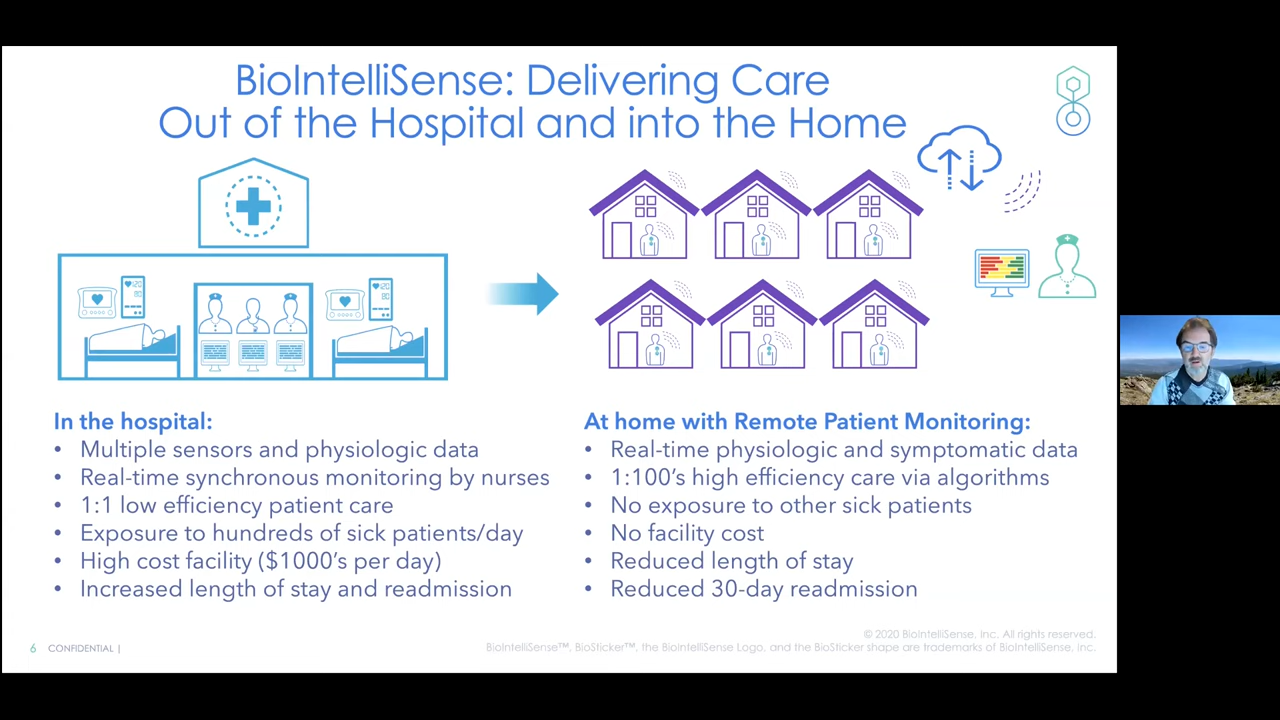 BioIntelliSense: Delivering Care
Out of the Hospital and into the Home
In the hospital:
• Multiple sensors and physiologic data
• Real-time synchronous monitoring by nurses
• 1:1 low efficiency patient care
• Exposure to hundreds of sick patients/day
• High cost facility ($1000’s per day)
• Increased length of stay and readmission
At home with Remote Patient Monitoring:
• Real-time physiologic and symptomatic data
• 1:100’s high efficiency care via algorithms
• No exposure to other sick patients
• No facility cost
• Reduced length of stay
• Reduced 30-day readmission
6 CONFIDENTIAL |
© 2020 BioIntelliSense, Inc. All rights reserved.
BioIntelliSense™, BioSticker™, the BioIntelliSense Logo, and the BioSticker shape are trademarks of BioIntelliSense, inc.